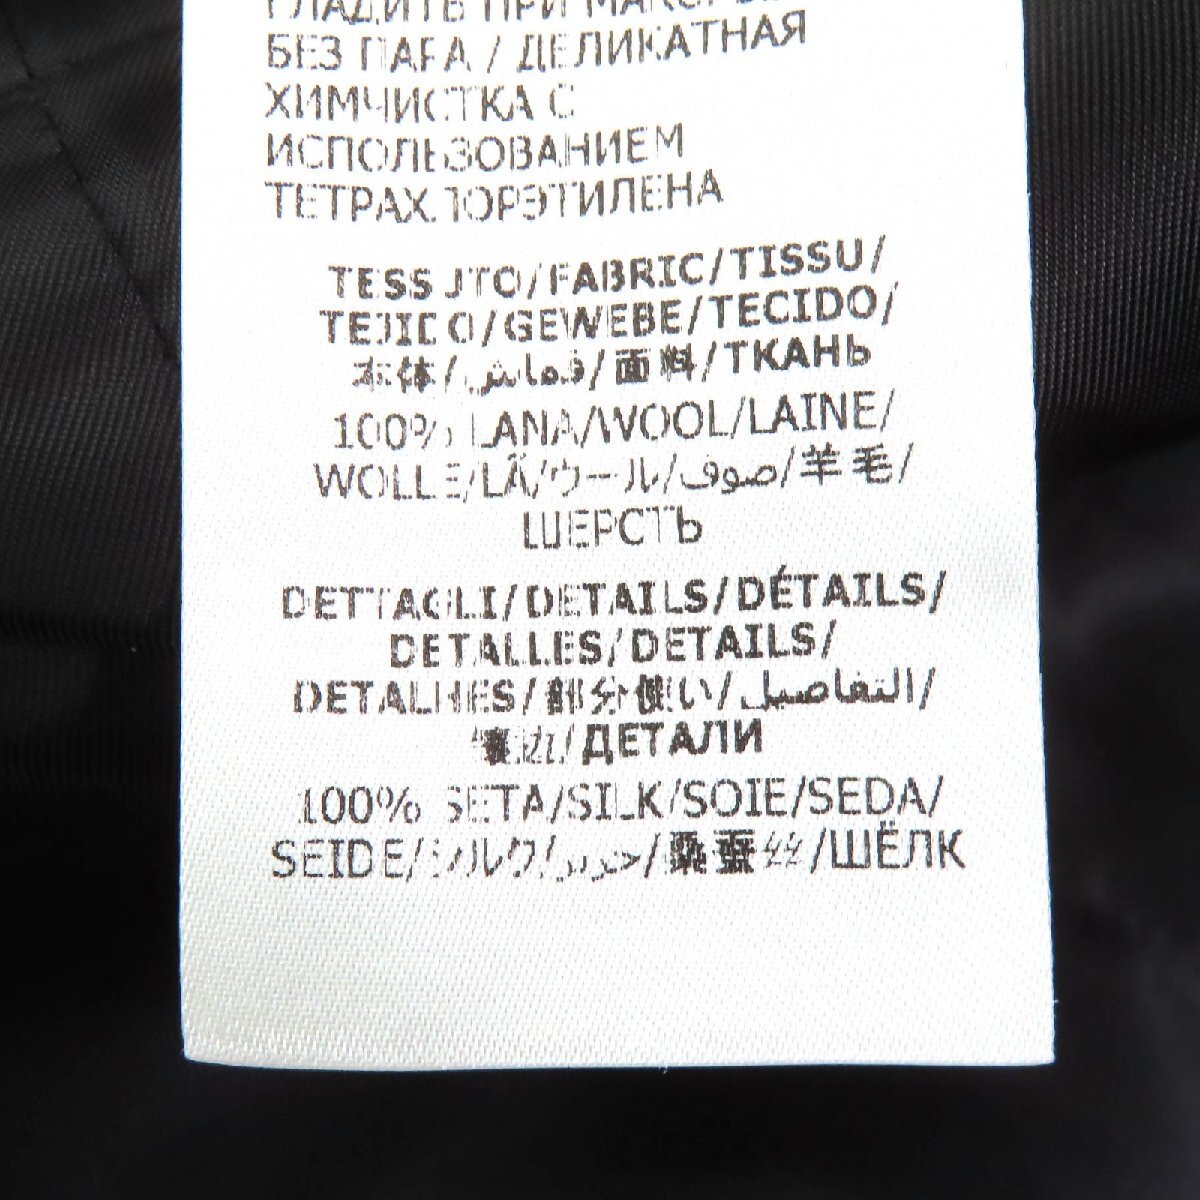 ГЛАДИТЬ ПРИ
БЕЗ ПАРА / ДЕЛИКАТНАЯ
ХИМЧИСТКА С
ИСПОЛЬЗОВАНИЕМ
ТЕТРАХЛОРЭТИЛЕНА
TESSUTO/FABRIC/TISSU/
TEJIDO/GEWEBE/TECIDO/
本体/قماش/面料/ТКАНЬ
100% LANA/WOOL/LAINE/
WOLLE/LÃ/ウール/صوف/羊毛/
ШЕРСТЬ
DETTAGLI/DETAILS/DÉTAILS/
DETALLES/DETAILS/
DETALHES/部分使い/التفاصيل/
镶边/ДЕТАЛИ
100% SETA/SILK/SOIE/SEDA/
SEIDE/シルク/حرير/桑蚕丝/ШЁЛК